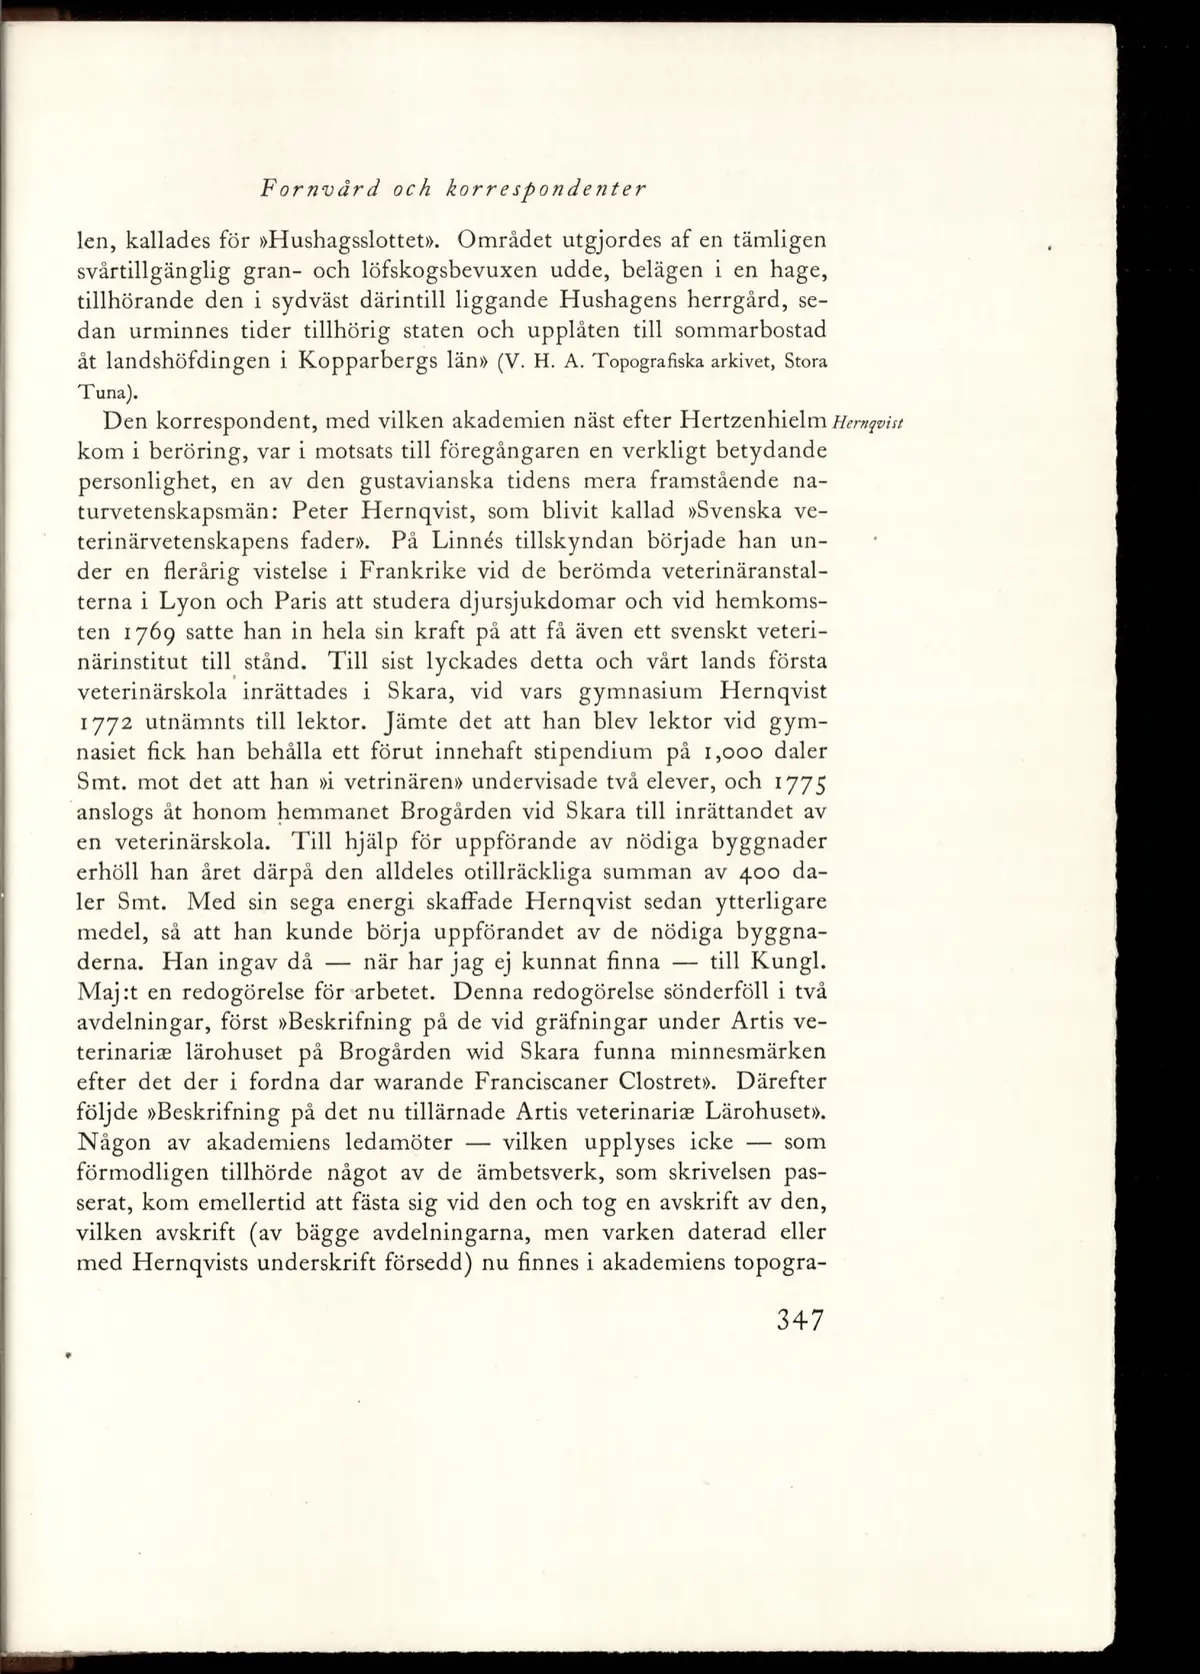 Fornvård och korrespondenter
len, kallades för »Hushagsslottet». Området utgjordes af en tämligen
svårtillgänglig gran- och löfskogsbevuxen udde, belägen i en hage,
tillhörande den i sydväst därintill liggande Hushagens herrgård, se-
dan urminnes tider tillhörig staten och upplåten till sommarbostad
åt landshöfdingen i Kopparbergs län» (V. H. A. Topografiska arkivet, Stora
Tuna).
Den korrespondent, med vilken akademien näst efter Hertzenhielm Hernqvist
kom i beröring, var i motsats till föregångaren en verkligt betydande
personlighet, en av den gustavianska tidens mera framstående na-
turvetenskapsmän: Peter Hernqvist, som blivit kallad »Svenska ve-
terinärvetenskapens fader». På Linnés tillskyndan började han un-
der en flerårig vistelse i Frankrike vid de berömda veterinäranstal-
terna i Lyon och Paris att studera djursjukdomar och vid hemkoms-
ten 1769 satte han in hela sin kraft på att få även ett svenskt veteri-
närinstitut till stånd. Till sist lyckades detta och vårt lands första
veterinärskola inrättades i Skara, vid vars gymnasium Hernqvist
1772 utnämnts till lektor. Jämte det att han blev lektor vid gym-
nasiet fick han behålla ett förut innehaft stipendium på 1,000 daler
Smt. mot det att han »i vetrinären» undervisade två elever, och 1775
anslogs åt honom hemmanet Brogården vid Skara till inrättandet av
en veterinärskola. Till hjälp för uppförande av nödiga byggnader
erhöll han året därpå den alldeles otillräckliga summan av 400 da-
ler Smt. Med sin sega energi skaffade Hernqvist sedan ytterligare
medel, så att han kunde börja uppförandet av de nödiga byggna-
derna. Han ingav då — när har jag ej kunnat finna — till Kungl.
Maj:t en redogörelse för arbetet. Denna redogörelse sönderföll i två
avdelningar, först »Beskrifning på de vid gräfningar under Artis ve-
terinariæ lärohuset på Brogården wid Skara funna minnesmärken
efter det der i fordna dar warande Franciscaner Clostret». Därefter
följde »Beskrifning på det nu tillärnade Artis veterinariæ Lärohuset».
Någon av akademiens ledamöter — vilken upplyses icke — som
förmodligen tillhörde något av de ämbetsverk, som skrivelsen pas-
serat, kom emellertid att fästa sig vid den och tog en avskrift av den,
vilken avskrift (av bägge avdelningarna, men varken daterad eller
med Hernqvists underskrift försedd) nu finnes i akademiens topogra-
347